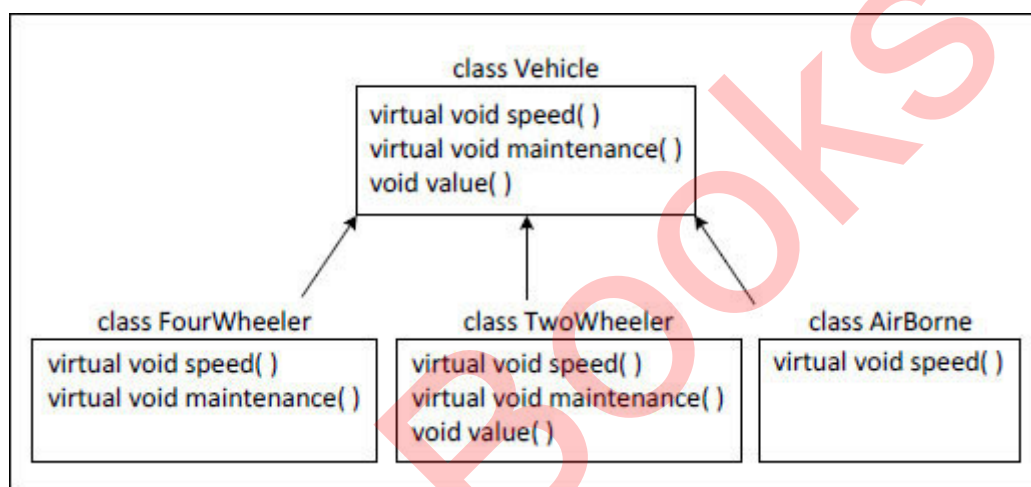 class Vehicle
virtual void speed( )
virtual void maintenance( )
void value( )
class FourWheeler
virtual void speed( )
virtual void maintenance( )
class TwoWheeler
virtual void speed( )
virtual void maintenance( )
void value( )
class AirBorne
virtual void speed( )
Books